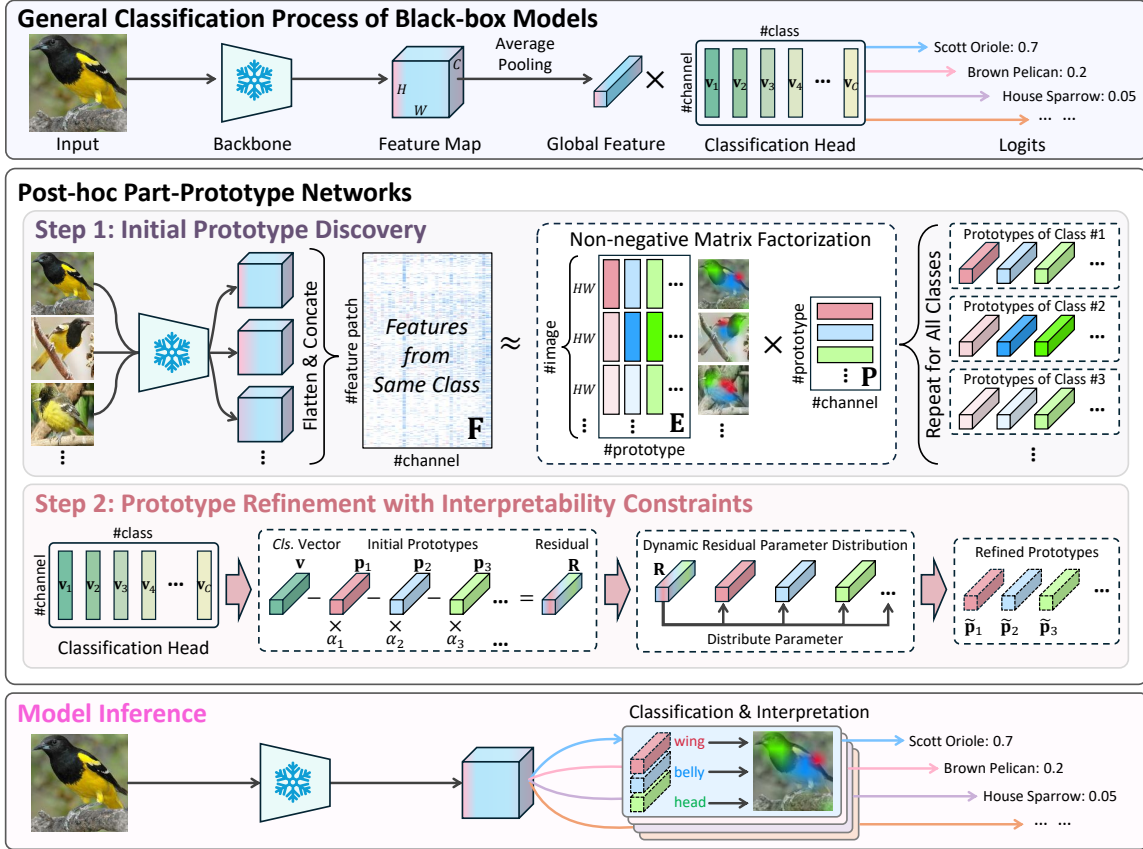 General Classification Process of Black-box Models
Input
Backbone
H
W
C
Feature Map
Average
Pooling
Global Feature
×
#class
#channel
v1 v2 v3 v4 ... vC
Classification Head
Scott Oriole: 0.7
Brown Pelican: 0.2
House Sparrow: 0.05
... ...
Logits
Post-hoc Part-Prototype Networks
Step 1: Initial Prototype Discovery
...
...
Flatten & Concate
#feature patch
Features
from
Same Class
F
#channel
≈
Non-negative Matrix Factorization
#image
HW
...
HW
...
HW
...
...
...
E
#prototype
...
×
#prototype
... P
#channel
Repeat for All Classes
Prototypes of Class #1
...
Prototypes of Class #2
...
Prototypes of Class #3
...
...
Step 2: Prototype Refinement with Interpretability Constraints
#class
#channel
v1 v2 v3 v4 ... vC
Classification Head
Cls. Vector Initial Prototypes Residual
v p1 p2 p3 R
− − − ... =
× × ×
α1 α2 α3 ...
Dynamic Residual Parameter Distribution
R
...
Distribute Parameter
Refined Prototypes
...
p̃1 p̃2 p̃3
Model Inference
Classification & Interpretation
wing
belly
head
Scott Oriole: 0.7
Brown Pelican: 0.2
House Sparrow: 0.05
... ...